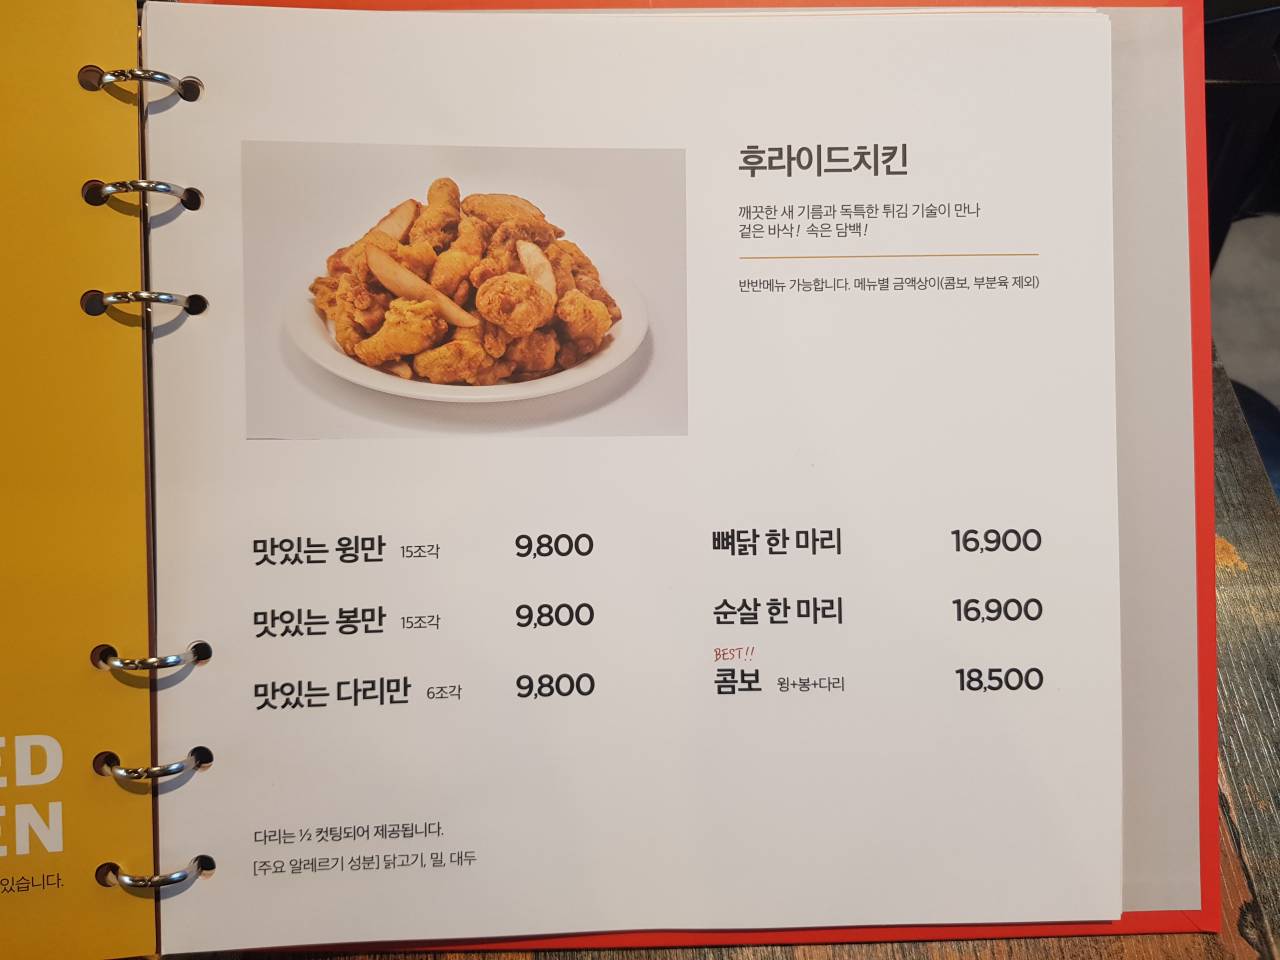 후라이드치킨
깨끗한 새 기름과 독특한 튀김 기술이 만나
겉은 바삭! 속은 담백!
반반메뉴 가능합니다. 메뉴별 금액상이(콤보, 부분육 제외)
맛있는 윙만 15조각 9,800
맛있는 봉만 15조각 9,800
맛있는 다리만 6조각 9,800
뼈닭 한 마리 16,900
순살 한 마리 16,900
BEST!!
콤보 윙+봉+다리 18,500
다리는 ½ 컷팅되어 제공됩니다.
[주요 알레르기 성분] 닭고기, 밀, 대두
ED
EN
있습니다.